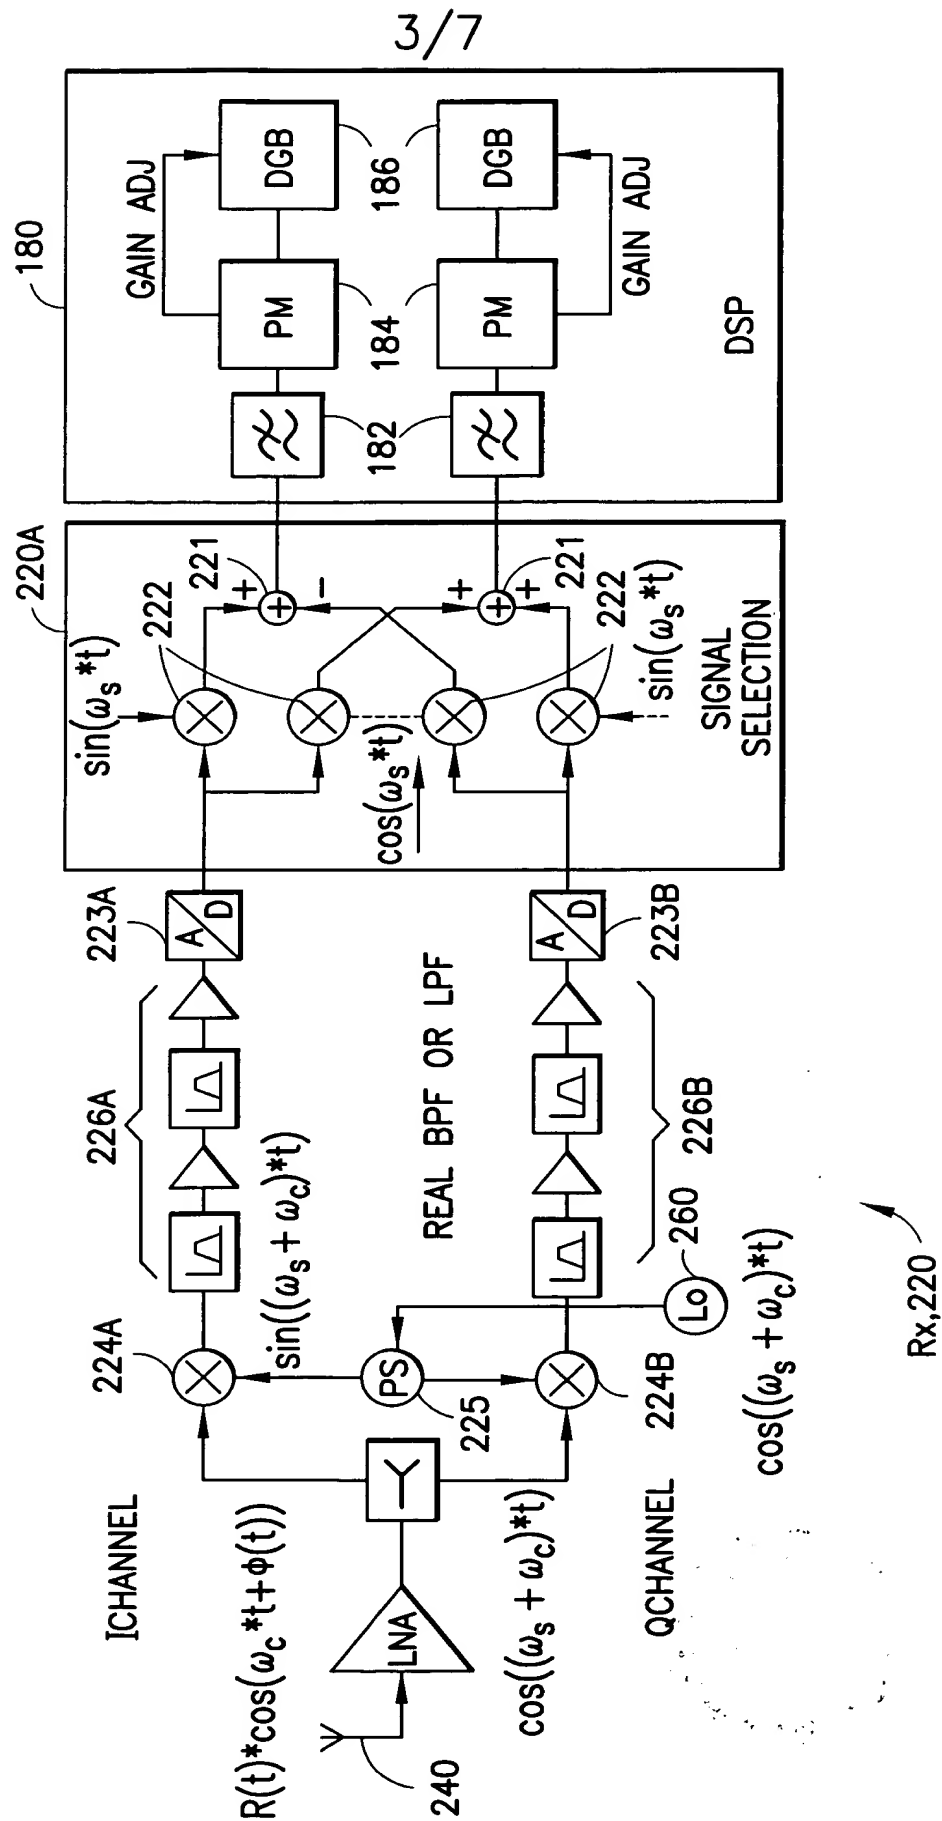 3/7
ICHANNEL
R(t)*cos(ω_c*t+Φ(t))
240
LNA
cos((ω_s + ω_c)*t)
QCHANNEL
224A
sin((ω_s + ω_c)*t)
PS
225
224B
Lo
260
cos((ω_s + ω_c)*t)
226A
REAL BPF OR LPF
226B
223A
A
D
A
D
223B
220A
sin(ω_s*t)
222
221
+
+
−
cos(ω_s*t)
+
+
+
221
222
sin(ω_s*t)
SIGNAL
SELECTION
180
GAIN ADJ
182
PM
184
DGB
186
PM
DGB
GAIN ADJ
DSP
Rx,220